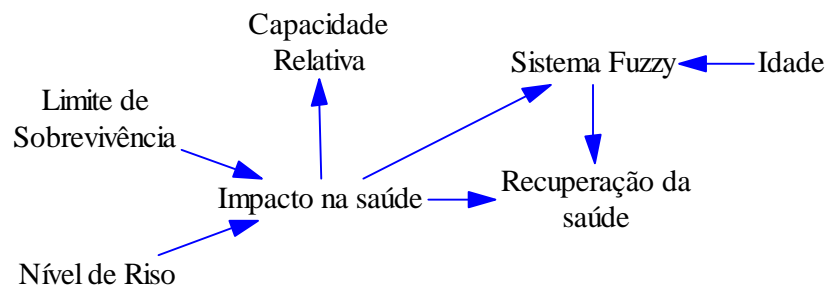 Capacidade
Relativa
Sistema Fuzzy
Idade
Limite de
Sobrevivência
Impacto na saúde
Recuperação da
saúde
Nível de Riso